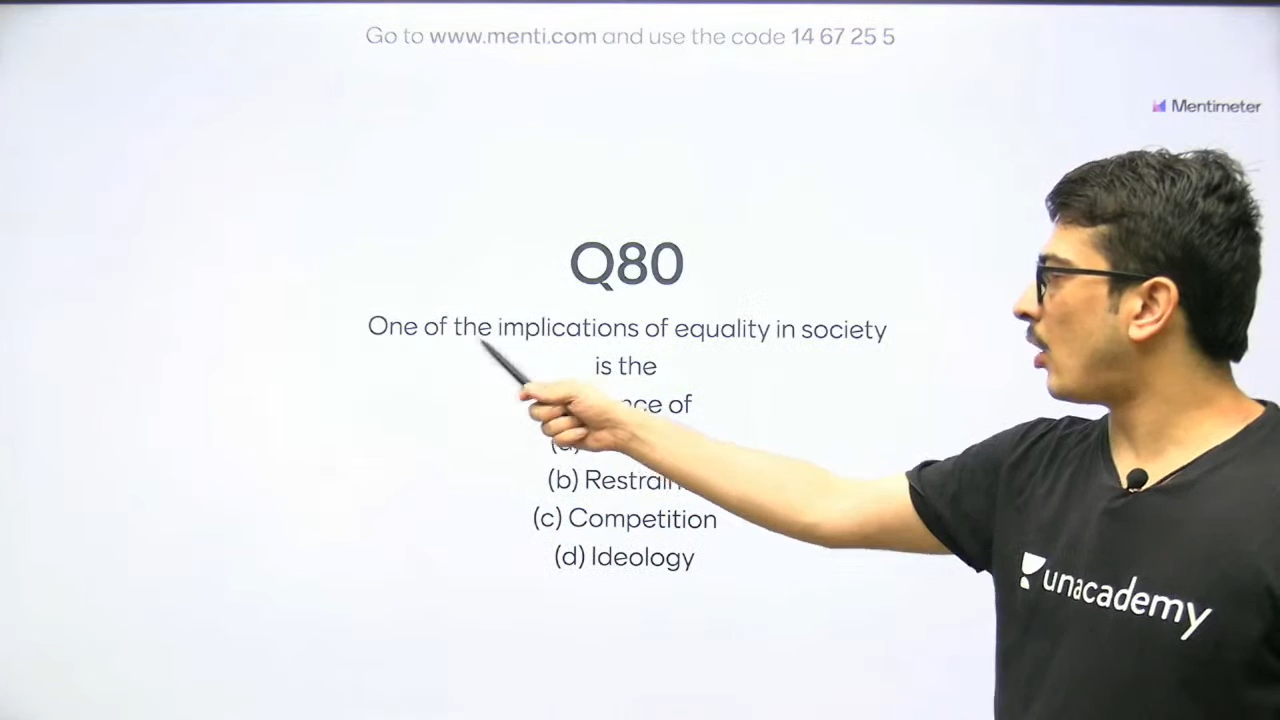 Go to www.menti.com and use the code 14 67 25 5
Mentimeter
Q80
One of the implications of equality in society
is the
of
(b)
(c) Competition
(d) Ideology
unacademy